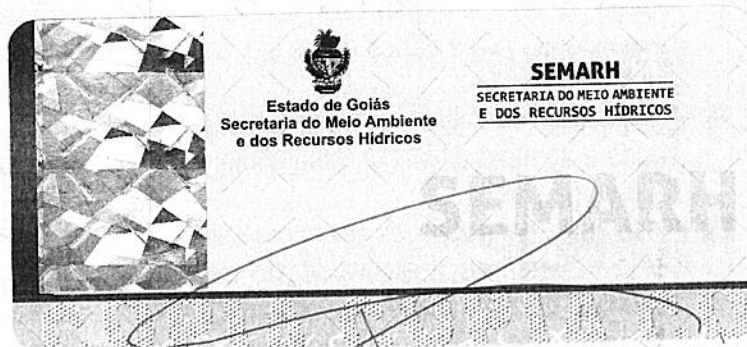 Estado de Goiás
Secretaria do Meio Ambiente
e dos Recursos Hídricos
SEMARH
SECRETARIA DO MEIO AMBIENTE
E DOS RECURSOS HÍDRICOS
SEMARH